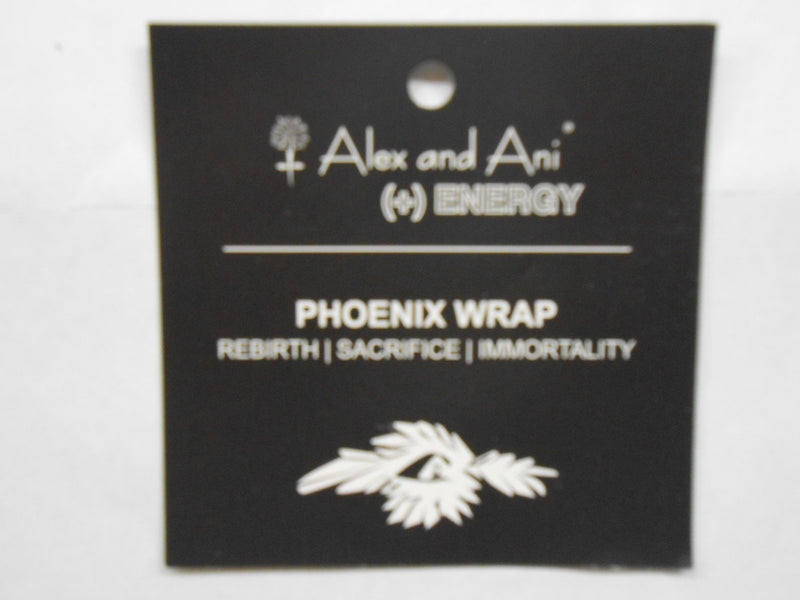 Alex and Ani®
(+) ENERGY
PHOENIX WRAP
REBIRTH | SACRIFICE | IMMORTALITY